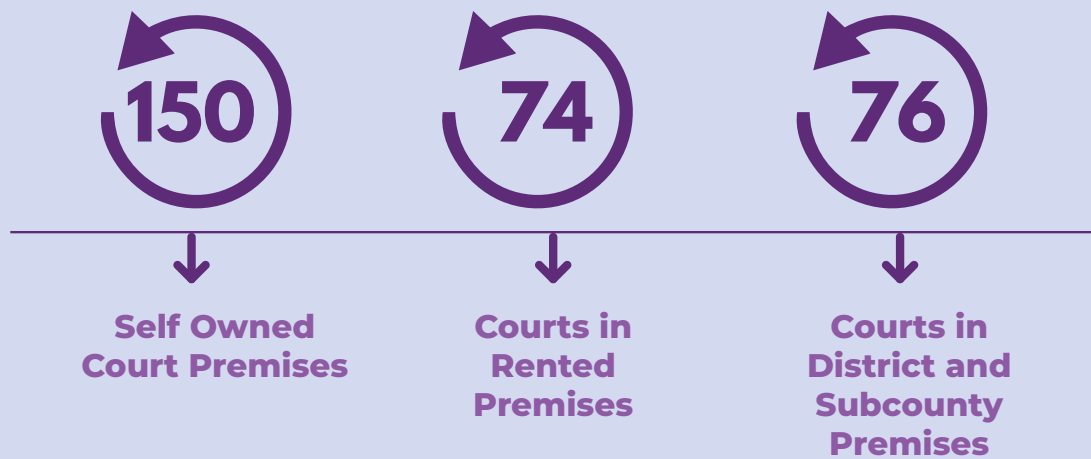 150
74
76
Self Owned
Court Premises
Courts in
Rented
Premises
Courts in
District and
Subcounty
Premises